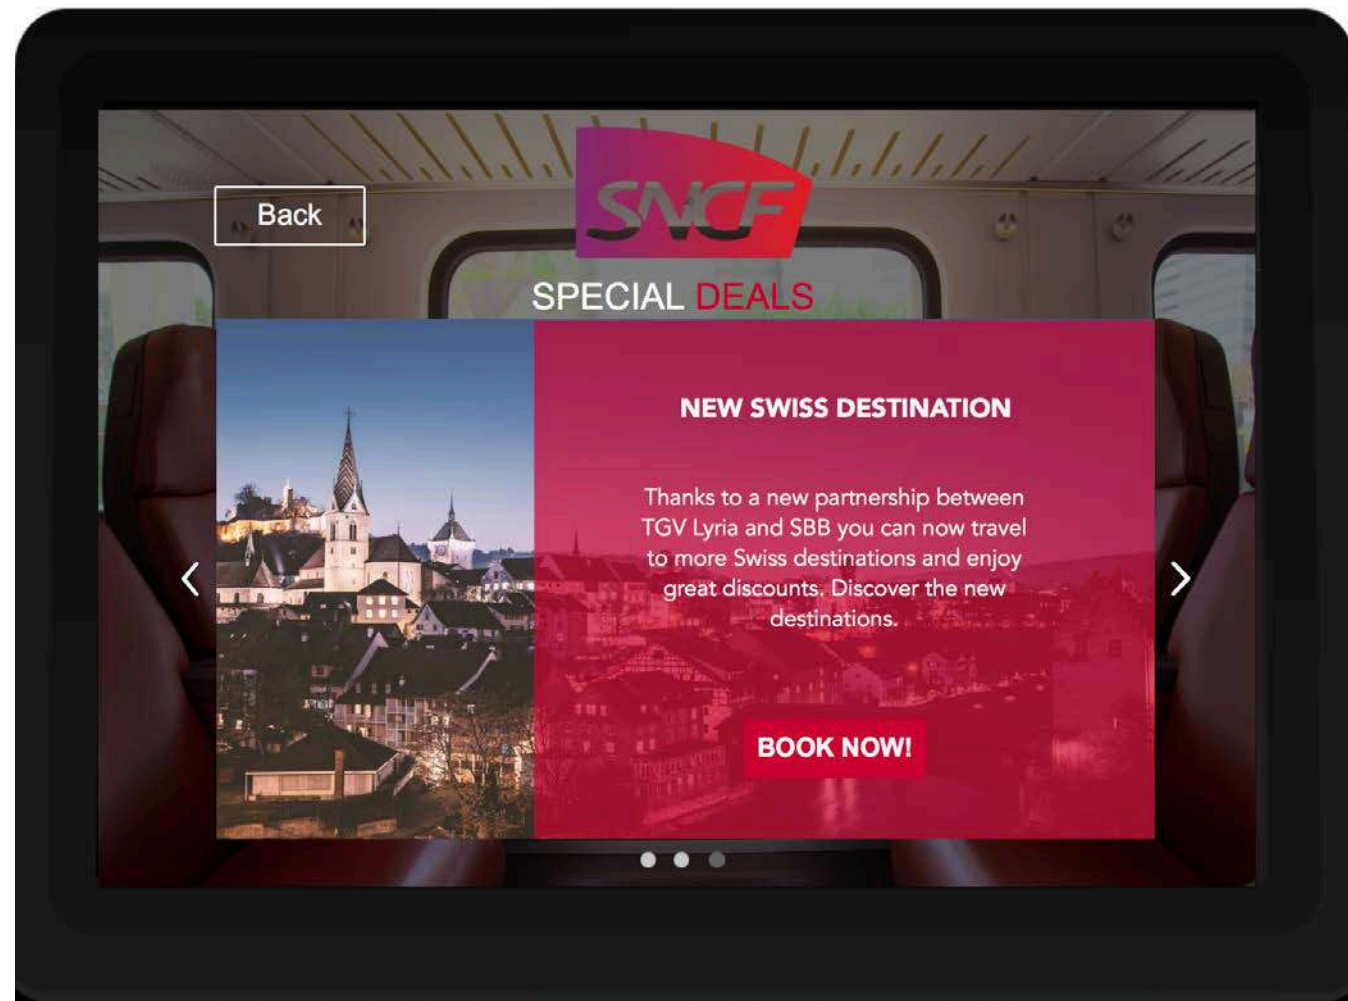 Back
SNCF
SPECIAL DEALS
NEW SWISS DESTINATION
Thanks to a new partnership between
TGV Lyria and SBB you can now travel
to more Swiss destinations and enjoy
great discounts. Discover the new
destinations.
BOOK NOW!